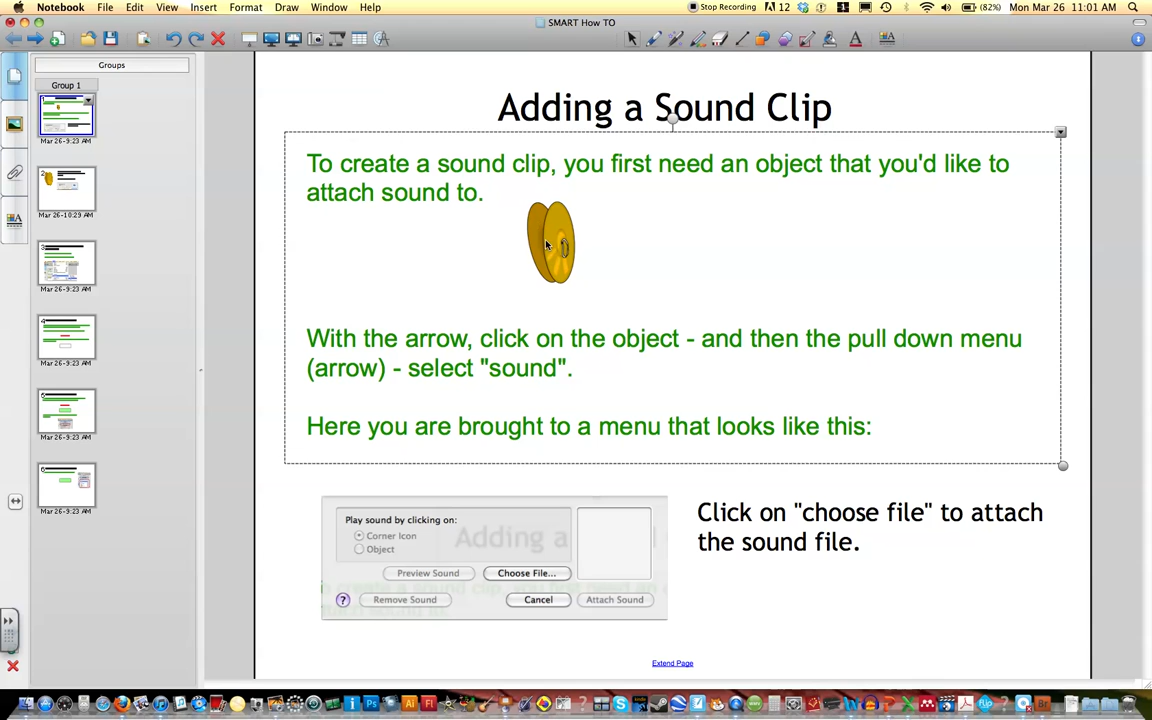 Notebook File Edit View Insert Format Draw Window Help Stop Recording 12 1 (82%) Mon Mar 26 11:01 AM
SMART How TO
Groups
Group 1
Mar 26-9:23 AM
Mar 26-10:29 AM
Mar 26-9:23 AM
Mar 26-9:23 AM
Mar 26-9:23 AM
Mar 26-9:23 AM
Adding a Sound Clip
To create a sound clip, you first need an object that you'd like to
attach sound to.
With the arrow, click on the object - and then the pull down menu
(arrow) - select "sound".
Here you are brought to a menu that looks like this:
Play sound by clicking on:
Corner Icon
Object
Preview Sound Choose File...
? Remove Sound Cancel Attach Sound
Click on "choose file" to attach
the sound file.
Extend Page